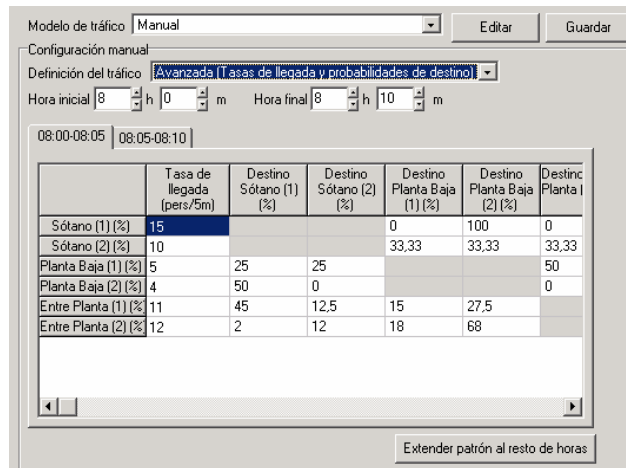 Modelo de tráfico Manual Editar Guardar
Configuración manual
Definición del tráfico Avanzada (Tasas de llegada y probabilidades de destino)
Hora inicial 8 h 0 m Hora final 8 h 10 m
08:00-08:05 08:05-08:10
Tasa de llegada (pers/5m) Destino Sótano (1) (%) Destino Sótano (2) (%) Destino Planta Baja (1) (%) Destino Planta Baja (2) (%) Destino Planta
Sótano (1) (%) 15 0 100 0
Sótano (2) (%) 10 33,33 33,33 33,33
Planta Baja (1) (%) 5 25 25 50
Planta Baja (2) (%) 4 50 0 0
Entre Planta (1) (% 11 45 12,5 15 27,5
Entre Planta (2) (% 12 2 12 18 68
Extender patrón al resto de horas